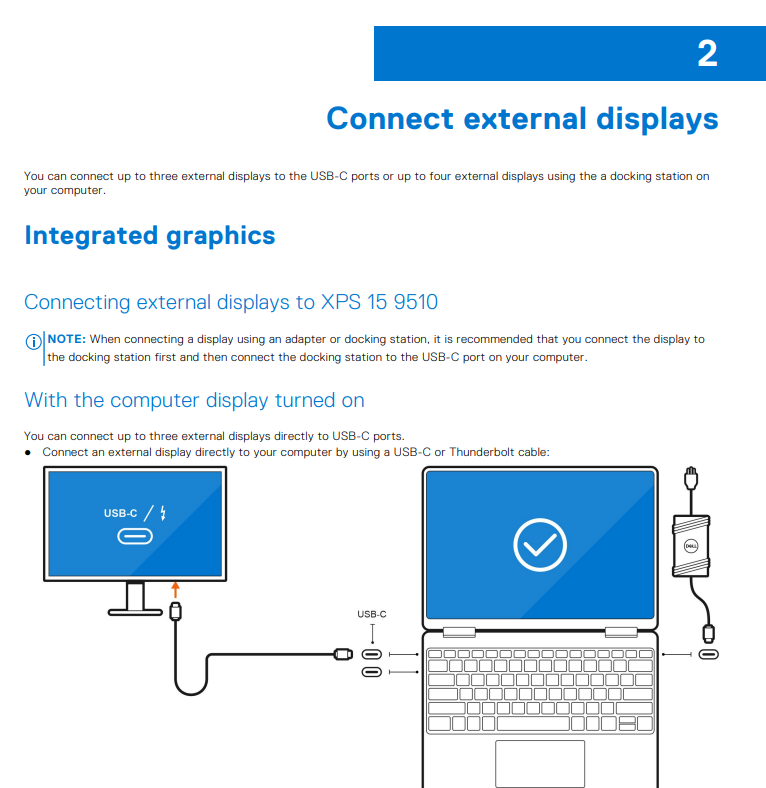 2
Connect external displays
You can connect up to three external displays to the USB-C ports or up to four external displays using the a docking station on
your computer.
Integrated graphics
Connecting external displays to XPS 15 9510
NOTE: When connecting a display using an adapter or docking station, it is recommended that you connect the display to
the docking station first and then connect the docking station to the USB-C port on your computer.
With the computer display turned on
You can connect up to three external displays directly to USB-C ports.
● Connect an external display directly to your computer by using a USB-C or Thunderbolt cable:
USB-C /
DELL
USB-C